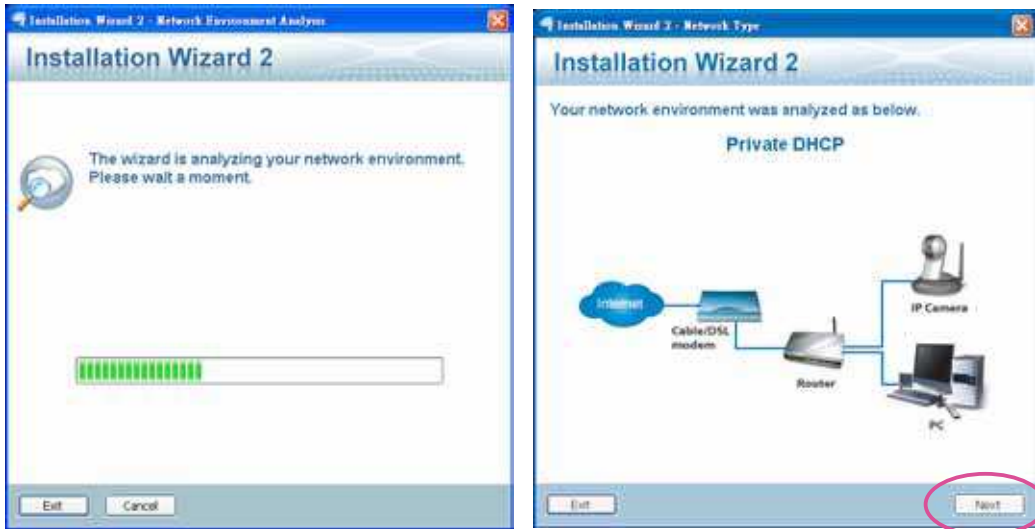 Installation Wizard 2 - Network Environment Analysis
Installation Wizard 2
The wizard is analyzing your network environment.
Please wait a moment.
Exit
Cancel
Installation Wizard 2 - Network Type
Installation Wizard 2
Your network environment was analyzed as below.
Private DHCP
Internet
Cable/DSL
modem
Router
IP Camera
PC
Exit
Next